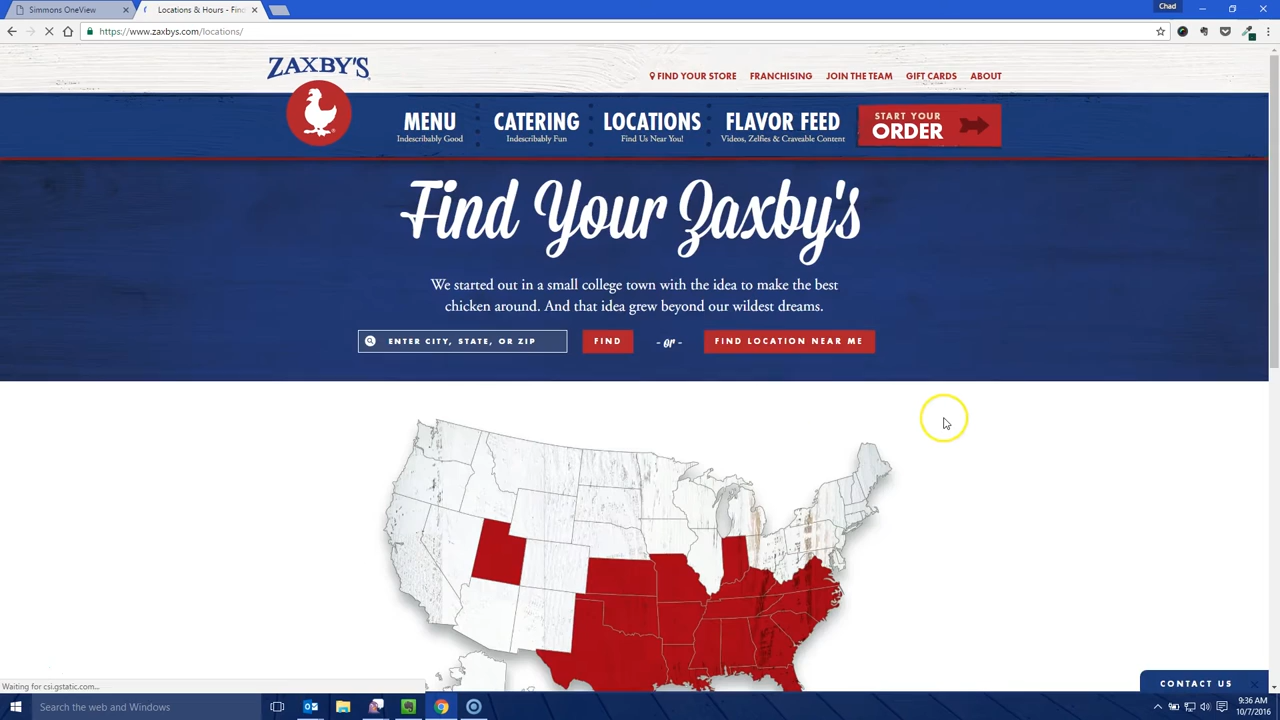 Simmons OneView
Locations & Hours - Find
Chad
https://www.zaxbys.com/locations/
ZAXBY'S
FIND YOUR STORE
FRANCHISING
JOIN THE TEAM
GIFT CARDS
ABOUT
MENU
Indescribably Good
CATERING
Indescribably Fun
LOCATIONS
Find Us Near You!
FLAVOR FEED
Videos, Zelfies & Craveable Content
START YOUR
ORDER
Find Your Zaxby's
We started out in a small college town with the idea to make the best
chicken around. And that idea grew beyond our wildest dreams.
ENTER CITY, STATE, OR ZIP
FIND
- or -
FIND LOCATION NEAR ME
CONTACT US
Waiting for csi.gstatic.com...
Search the web and Windows
9:36 AM
10/7/2016